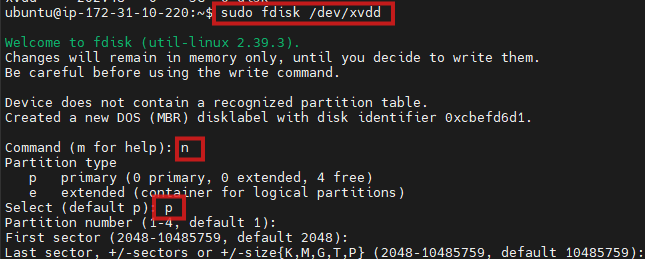 ubuntu@ip-172-31-10-220:~$ sudo fdisk /dev/xvdd
Welcome to fdisk (util-linux 2.39.3).
Changes will remain in memory only, until you decide to write them.
Be careful before using the write command.
Device does not contain a recognized partition table.
Created a new DOS (MBR) disklabel with disk identifier 0xcbefd6d1.
Command (m for help): n
Partition type
p primary (0 primary, 0 extended, 4 free)
e extended (container for logical partitions)
Select (default p): p
Partition number (1-4, default 1):
First sector (2048-10485759, default 2048):
Last sector, +/-sectors or +/-size{K,M,G,T,P} (2048-10485759, default 10485759):